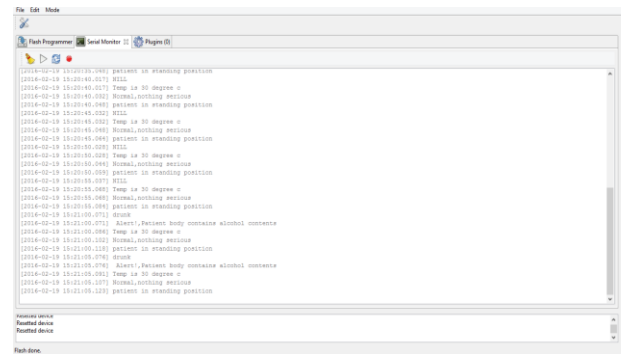 File Edit Mode
Flash Programmer Serial Monitor Plugins (0)
[2016-02-19 15:20:35.048] patient in standing position
[2016-02-19 15:20:40.017] NILL
[2016-02-19 15:20:40.017] Temp is 30 degree c
[2016-02-19 15:20:40.032] Normal,nothing serious
[2016-02-19 15:20:40.048] patient in standing position
[2016-02-19 15:20:45.032] NILL
[2016-02-19 15:20:45.032] Temp is 30 degree c
[2016-02-19 15:20:45.048] Normal,nothing serious
[2016-02-19 15:20:45.064] patient in standing position
[2016-02-19 15:20:50.028] NILL
[2016-02-19 15:20:50.028] Temp is 30 degree c
[2016-02-19 15:20:50.044] Normal,nothing serious
[2016-02-19 15:20:50.059] patient in standing position
[2016-02-19 15:20:55.037] NILL
[2016-02-19 15:20:55.068] Temp is 30 degree c
[2016-02-19 15:20:55.068] Normal,nothing serious
[2016-02-19 15:20:55.084] patient in standing position
[2016-02-19 15:21:00.071] drunk
[2016-02-19 15:21:00.071] Alert!,Patient body contains alcohol contents
[2016-02-19 15:21:00.086] Temp is 30 degree c
[2016-02-19 15:21:00.102] Normal,nothing serious
[2016-02-19 15:21:00.118] patient in standing position
[2016-02-19 15:21:05.076] drunk
[2016-02-19 15:21:05.076] Alert!,Patient body contains alcohol contents
[2016-02-19 15:21:05.091] Temp is 30 degree c
[2016-02-19 15:21:05.107] Normal,nothing serious
[2016-02-19 15:21:05.123] patient in standing position
Resetted device
Resetted device
Resetted device
Flash done.